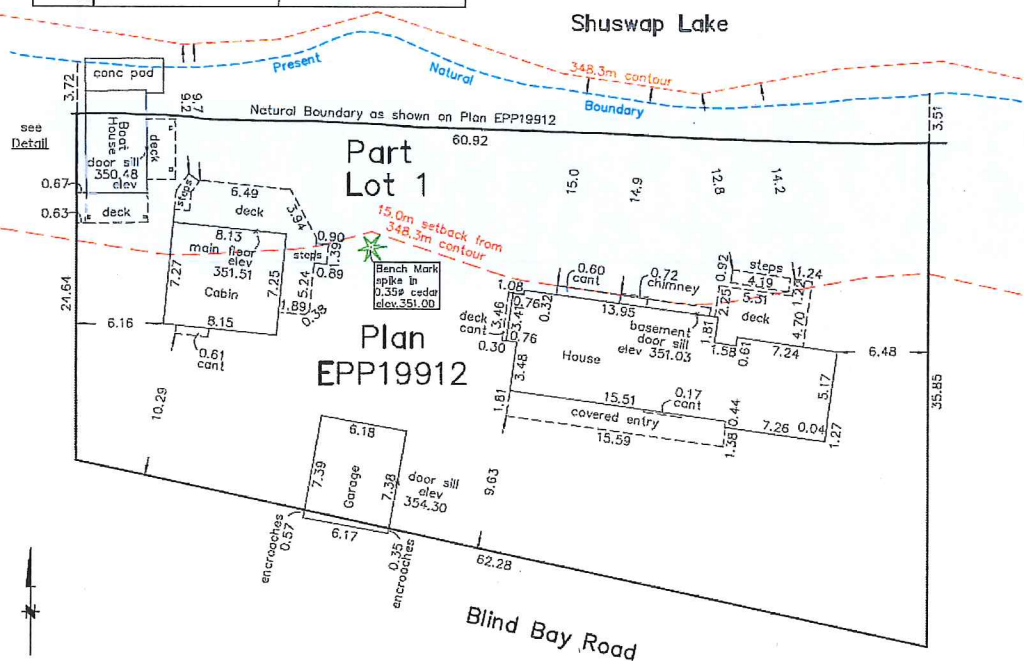 Shuswap Lake
348.3m contour
Present
Natural
Boundary
Natural Boundary as shown on Plan EPP19912
60.92
3.72
conc pad
9.7
9.2
3.51
see
Detail
Boat
House
deck
door sill
350.48
elev
0.67
0.63
deck
Part
Lot 1
15.0
14.9
12.8
14.2
steps
6.49
deck
3.94
15.0m setback from
348.3m contour
8.13
main floor
elev
351.51
Cabin
7.27
7.25
8.15
0.90
steps
1.39
0.89
5.24
1.89
0.38
Bench Mark
spike in
0.35ø cedar
elev.351.00
24.64
6.16
0.61
cant
10.29
Plan
EPP19912
0.60
cant
0.72
chimney
0.92
steps
1.24
4.19
5.31
1.22
2.25
deck
4.70
1.08
0.76
0.32
13.95
3.46
3.41
deck
cant
0.30
0.76
basement
door sill
elev 351.03
1.81
1.58
0.61
7.24
6.48
House
3.48
5.17
35.85
15.51
0.17
cant
1.81
covered entry
15.59
0.44
1.38
7.26
0.04
1.27
6.18
7.39
Garage
7.38
door sill
elev
354.30
9.63
6.17
encroaches
0.57
0.35
encroaches
62.28
N
Blind Bay Road